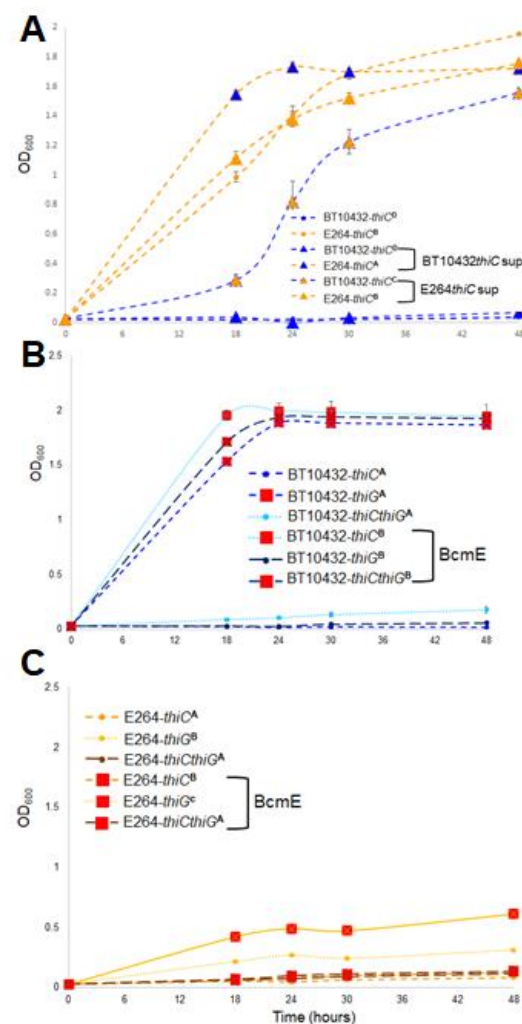 A
2
1.8
1.6
1.4
1.2
1
0.8
0.6
0.4
0.2
0
OD600
0 6 12 18 24 30 36 42 48
BT10432-thiCᴰ
E264-thiCᴮ
BT10432-thiCᴰ
E264-thiCᴬ
BT10432thiC sup
BT10432-thiCᶜ
E264-thiCᴮ
E264thiC sup
B
2.5
2
1.5
1
0.5
0
OD600
0 6 12 18 24 30 36 42 48
BT10432-thiCᴬ
BT10432-thiGᴬ
BT10432-thiCthiGᴬ
BT10432-thiCᴮ
BT10432-thiGᴮ
BT10432-thiCthiGᴮ
BcmE
C
2.5
2
1.5
1
0.5
0
OD600
0 6 12 18 24 30 36 42 48
E264-thiCᴬ
E264-thiGᴮ
E264-thiCthiGᴬ
E264-thiCᴮ
E264-thiGᶜ
E264-thiCthiGᴬ
BcmE
Time (hours)